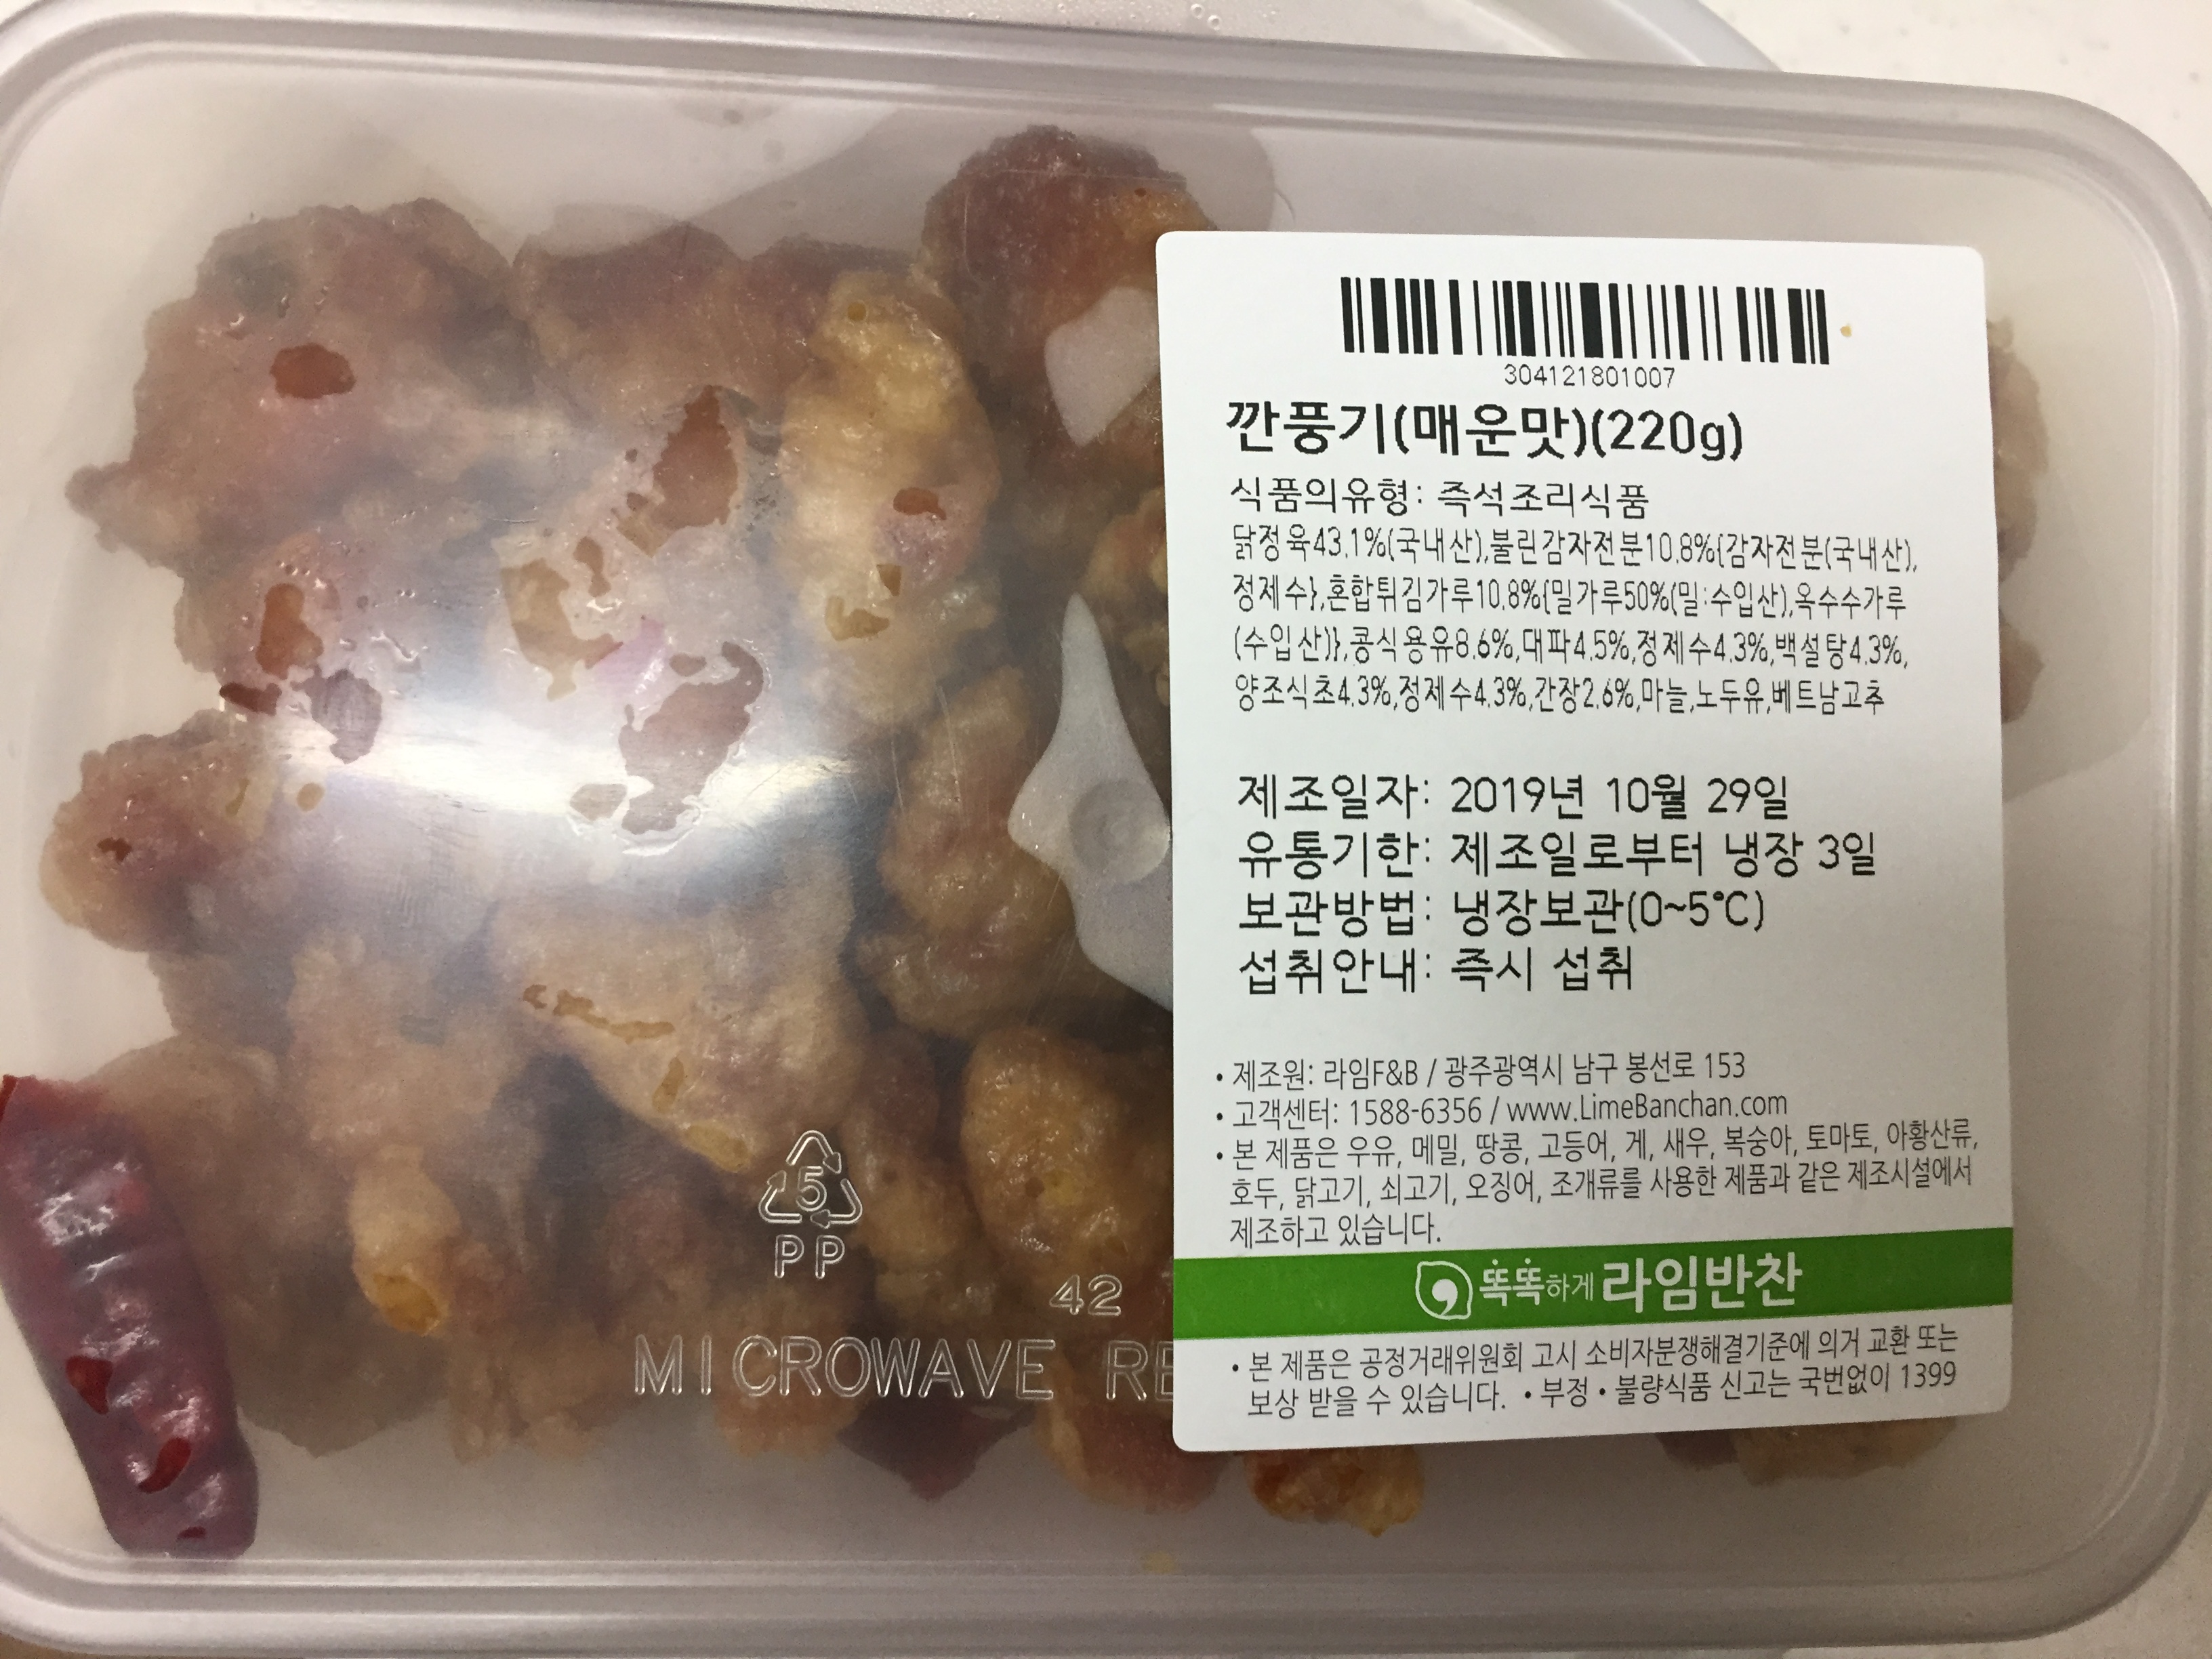 304121801007
깐풍기(매운맛)(220g)
식품의유형: 즉석조리식품
닭정육43.1%(국내산),불린감자전분10.8%{감자전분(국내산),
정제수},혼합튀김가루10.8%{밀가루50%(밀:수입산),옥수수가루
(수입산)},콩식용유8.6%,대파4.5%,정제수4.3%,백설탕4.3%,
양조식초4.3%,정제수4.3%,간장2.6%,마늘,노두유,베트남고추
제조일자: 2019년 10월 29일
유통기한: 제조일로부터 냉장 3일
보관방법: 냉장보관(0~5℃)
섭취안내: 즉시 섭취
• 제조원: 라임F&B / 광주광역시 남구 봉선로 153
• 고객센터: 1588-6356 / www.LimeBanchan.com
• 본 제품은 우유, 메밀, 땅콩, 고등어, 게, 새우, 복숭아, 토마토, 아황산류,
호두, 닭고기, 쇠고기, 오징어, 조개류를 사용한 제품과 같은 제조시설에서
제조하고 있습니다.
똑똑하게 라임반찬
• 본 제품은 공정거래위원회 고시 소비자분쟁해결기준에 의거 교환 또는
보상 받을 수 있습니다. • 부정 • 불량식품 신고는 국번없이 1399
5
PP
42
MICROWAVE RE